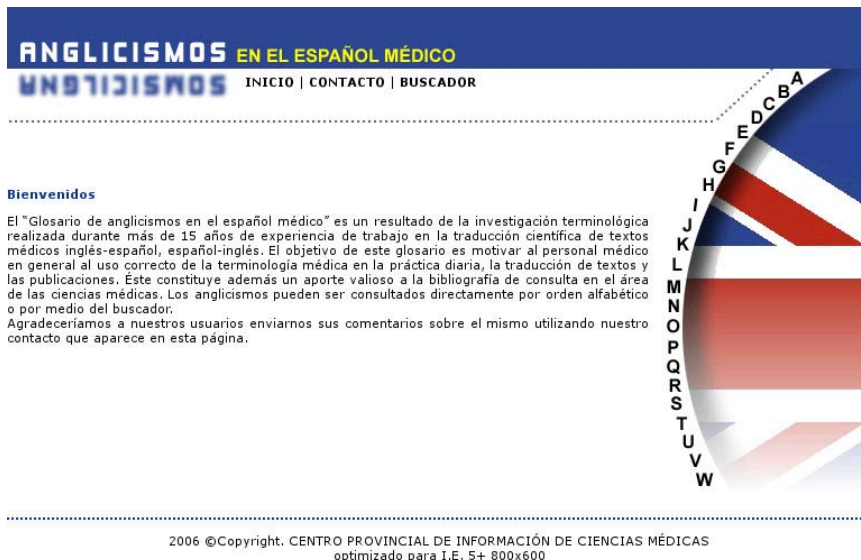 ANGLICISMOS EN EL ESPAÑOL MÉDICO
ANGLICISMOS
INICIO | CONTACTO | BUSCADOR
A
B
C
D
E
F
G
H
I
J
K
L
M
N
O
P
Q
R
S
T
U
V
W
Bienvenidos
El "Glosario de anglicismos en el español médico" es un resultado de la investigación terminológica
realizada durante más de 15 años de experiencia de trabajo en la traducción científica de textos
médicos inglés-español, español-inglés. El objetivo de este glosario es motivar al personal médico
en general al uso correcto de la terminología médica en la práctica diaria, la traducción de textos y
las publicaciones. Éste constituye además un aporte valioso a la bibliografía de consulta en el área
de las ciencias médicas. Los anglicismos pueden ser consultados directamente por orden alfabético
o por medio del buscador.
Agradeceríamos a nuestros usuarios enviarnos sus comentarios sobre el mismo utilizando nuestro
contacto que aparece en esta página.
2006 ©Copyright. CENTRO PROVINCIAL DE INFORMACIÓN DE CIENCIAS MÉDICAS
optimizado para I.E. 5+ 800x600